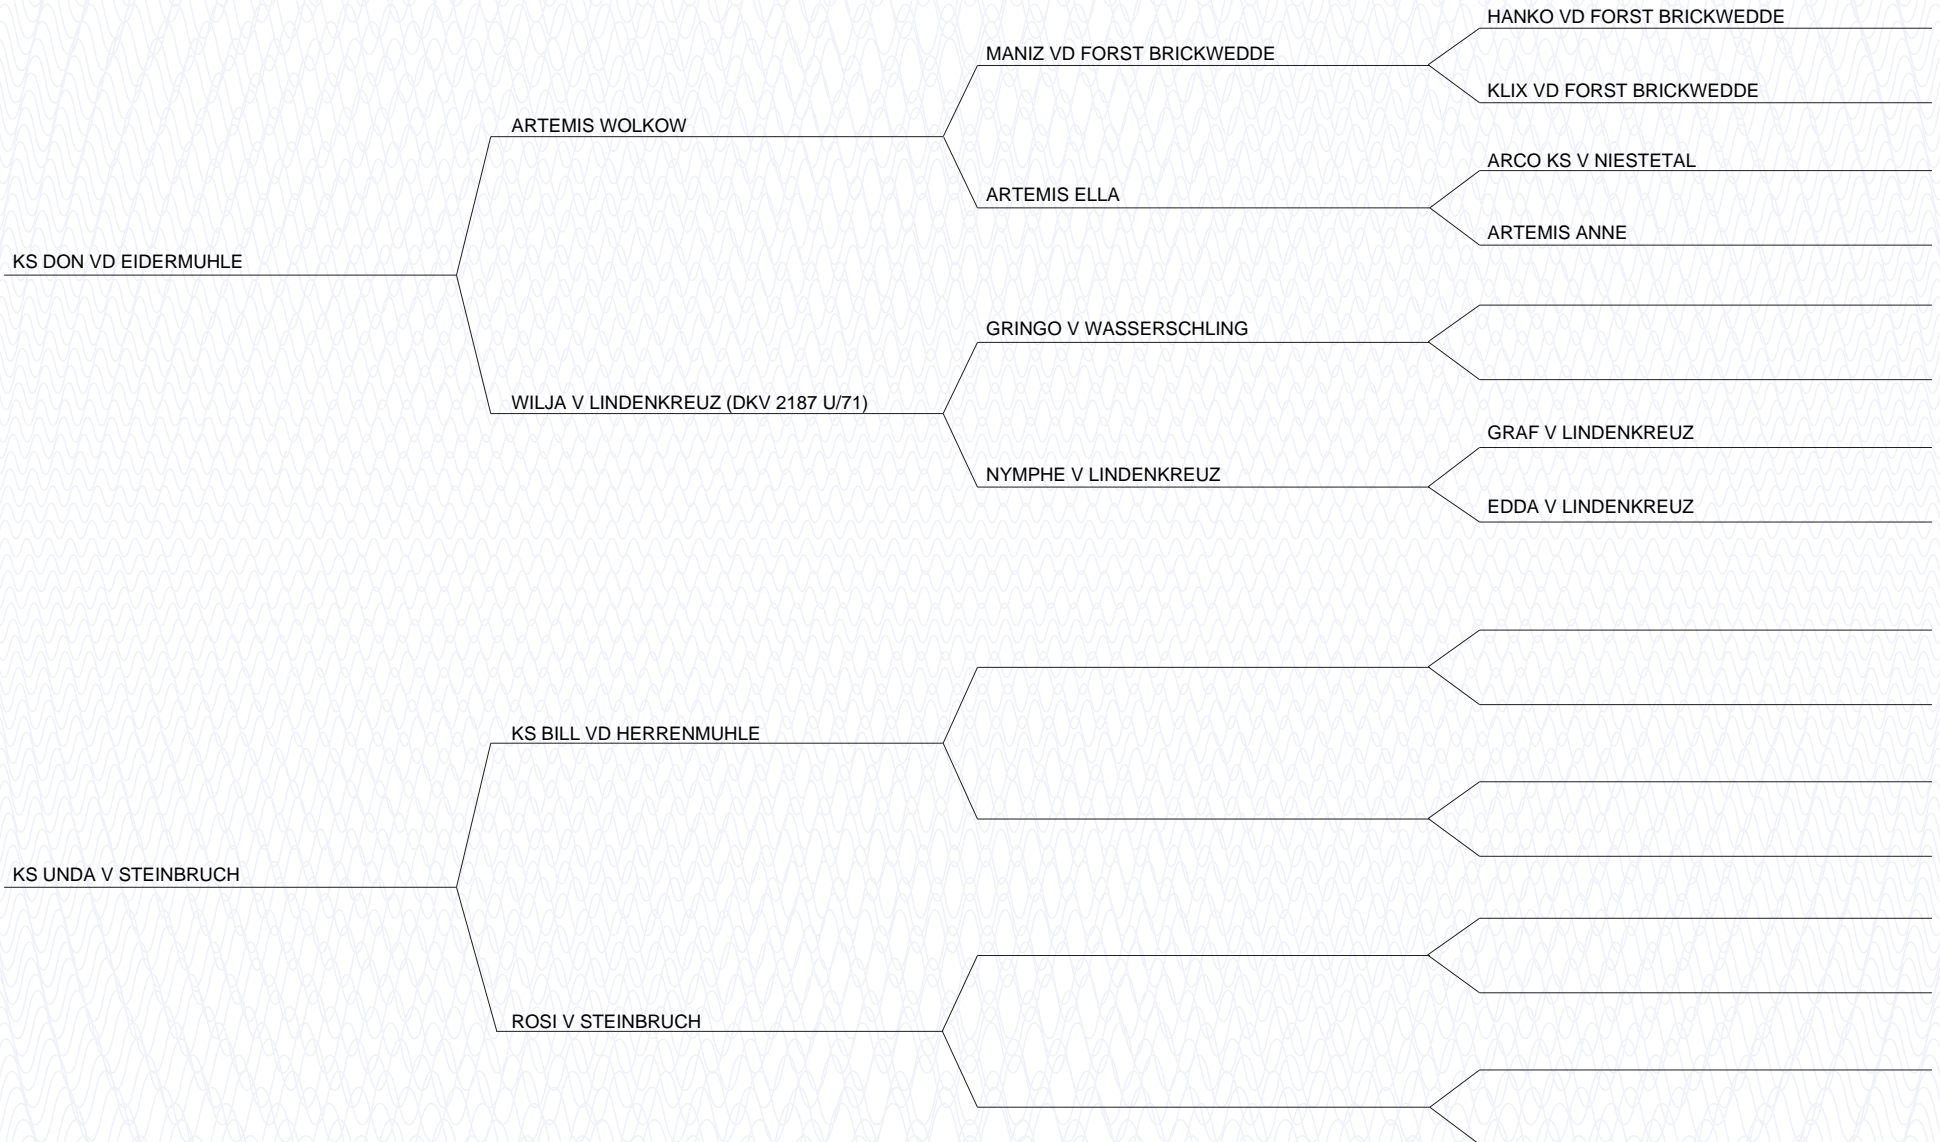 HANKO VD FORST BRICKWEDDE
MANIZ VD FORST BRICKWEDDE
KLIX VD FORST BRICKWEDDE
ARTEMIS WOLKOW
ARCO KS V NIESTETAL
ARTEMIS ELLA
ARTEMIS ANNE
KS DON VD EIDERMUHLE
GRINGO V WASSERSCHLING
WILJA V LINDENKREUZ (DKV 2187 U/71)
GRAF V LINDENKREUZ
NYMPHE V LINDENKREUZ
EDDA V LINDENKREUZ
KS BILL VD HERRENMUHLE
KS UNDA V STEINBRUCH
ROSI V STEINBRUCH